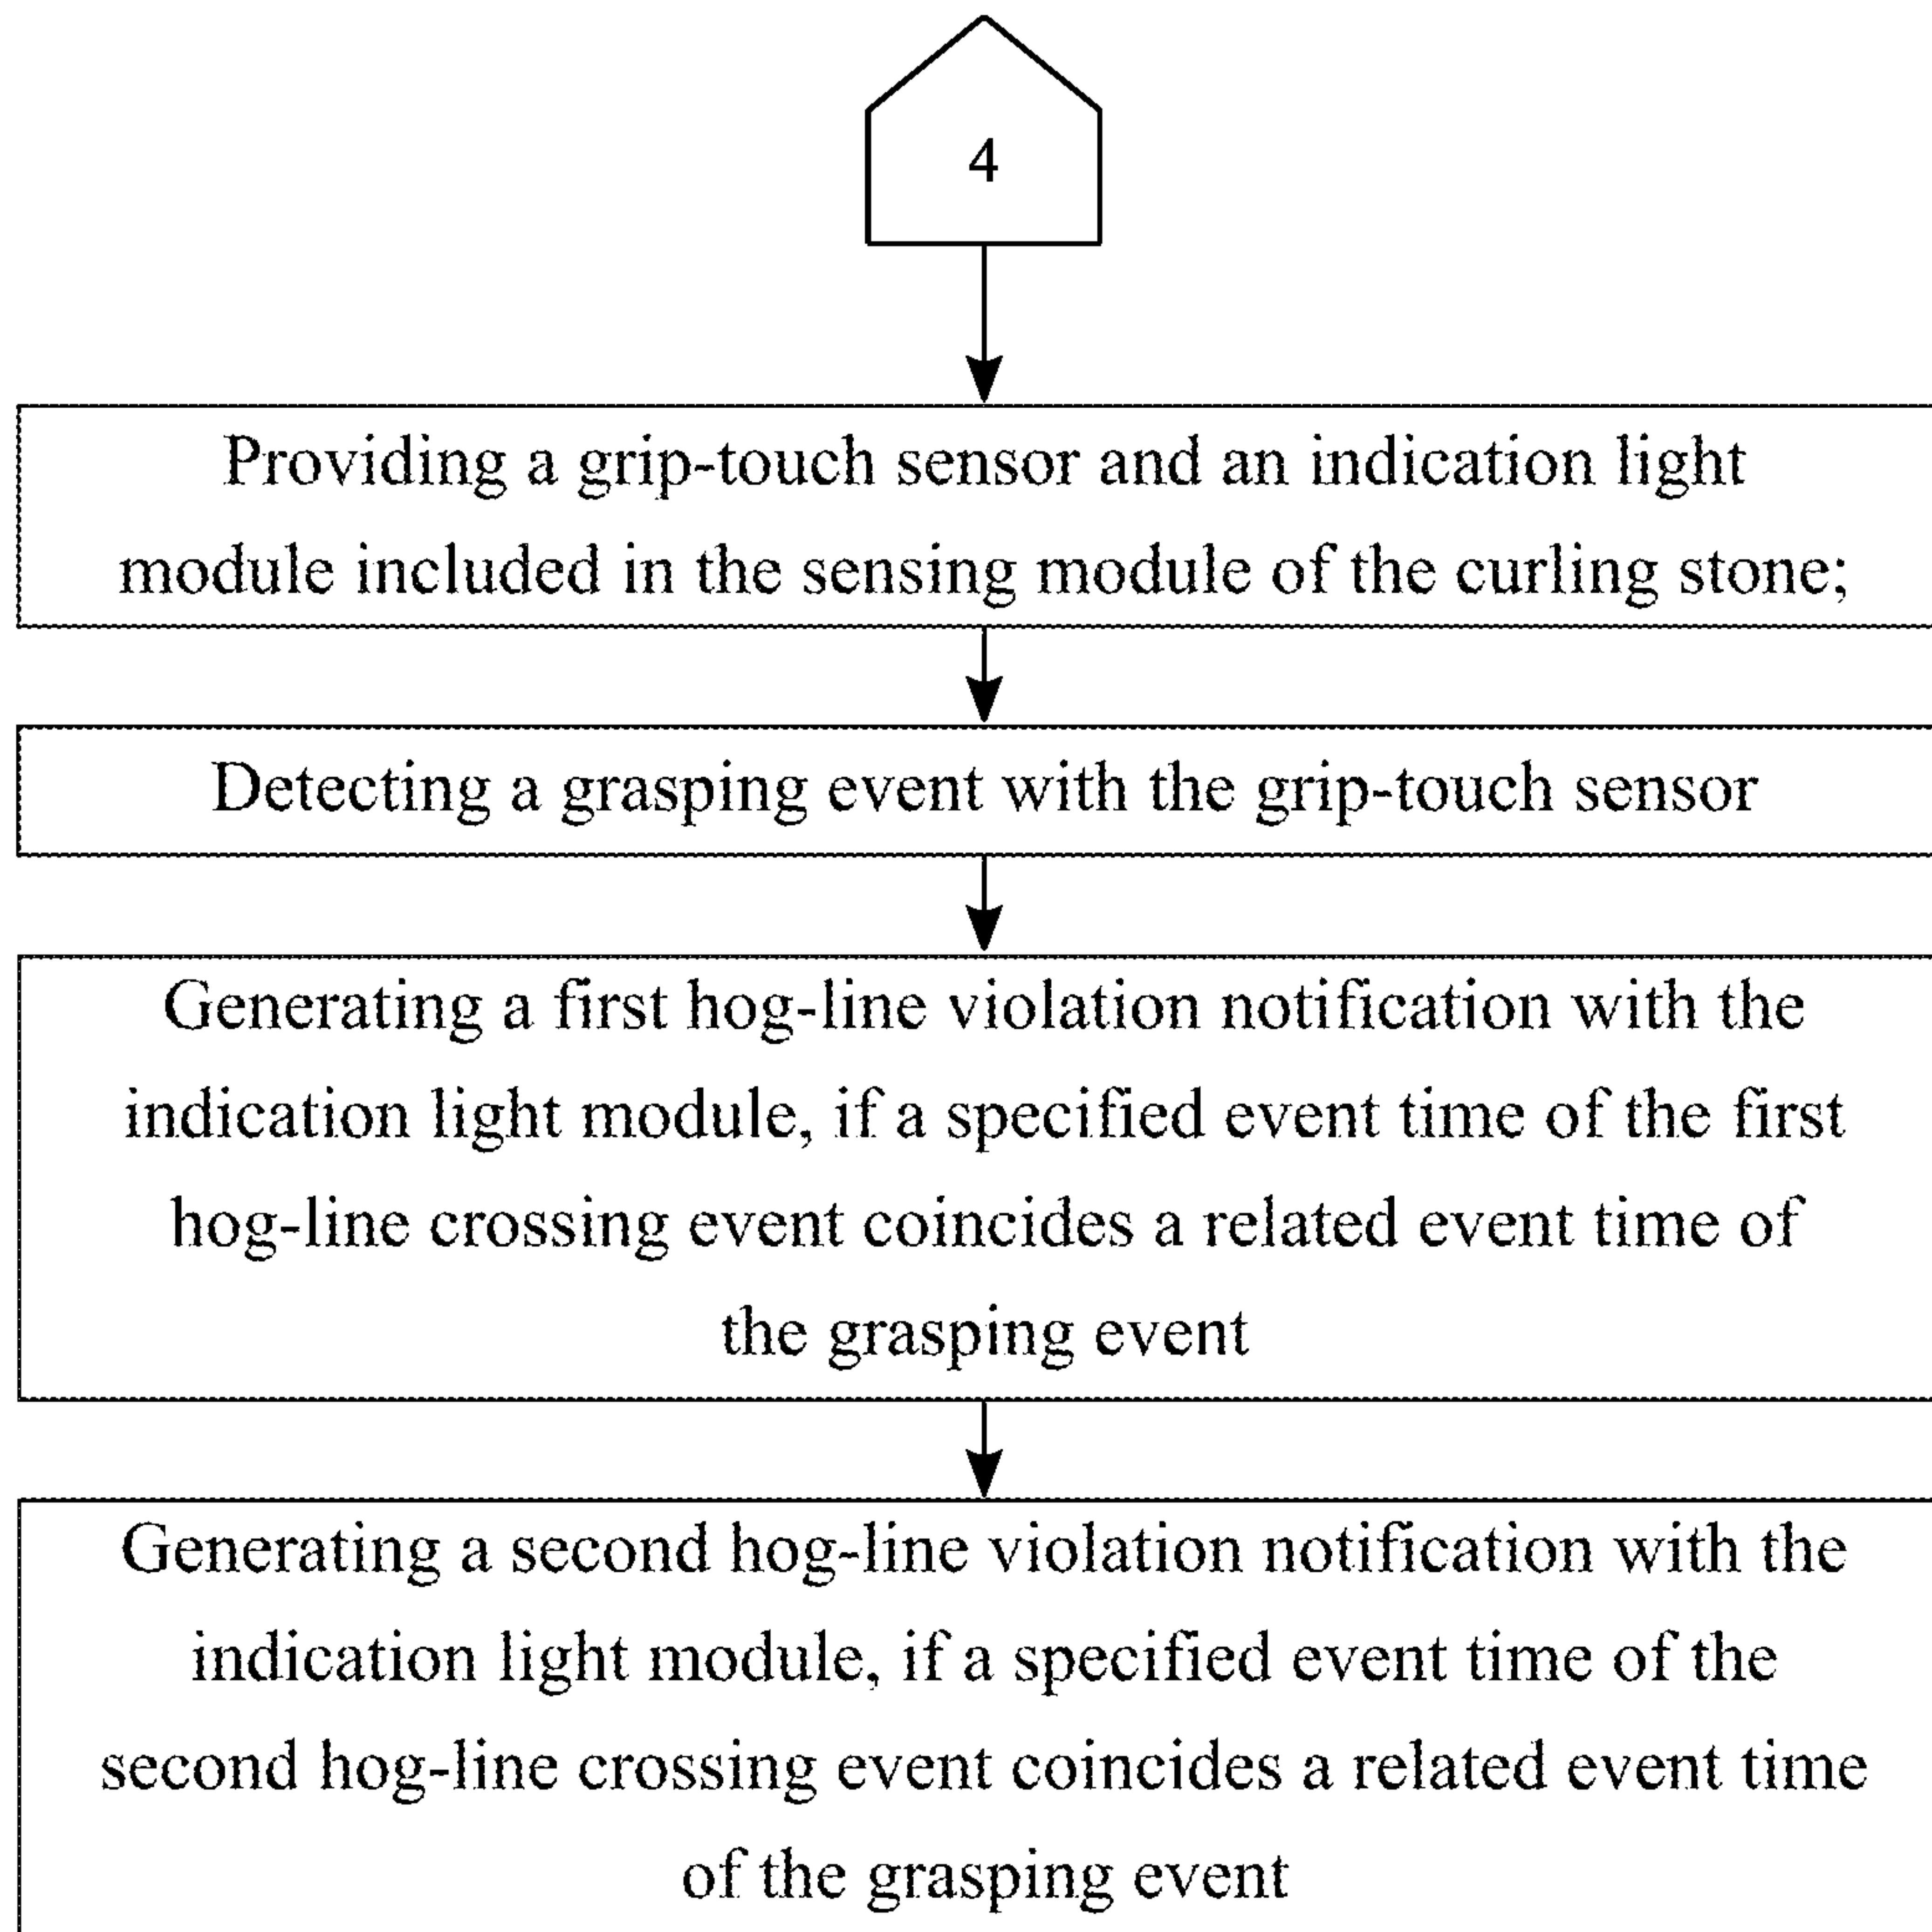 4
Providing a grip-touch sensor and an indication light
module included in the sensing module of the curling stone;
Detecting a grasping event with the grip-touch sensor
Generating a first hog-line violation notification with the
indication light module, if a specified event time of the first
hog-line crossing event coincides a related event time of
the grasping event
Generating a second hog-line violation notification with the
indication light module, if a specified event time of the
second hog-line crossing event coincides a related event time
of the grasping event